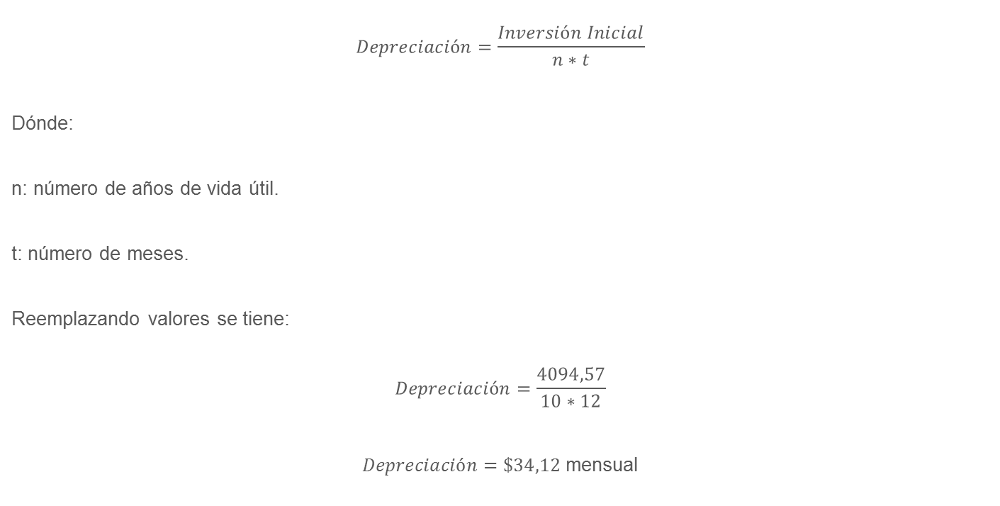 Depreciación = Inversión Inicial / n * t
Dónde:
n: número de años de vida útil.
t: número de meses.
Reemplazando valores se tiene:
Depreciación = 4094,57 / 10 * 12
Depreciación = $34,12 mensual